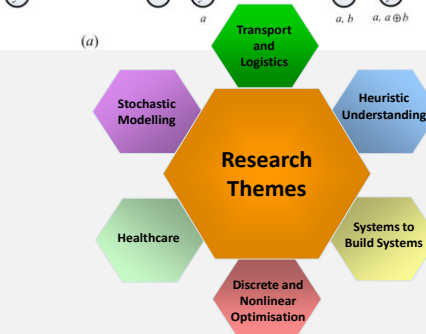 a
a, b
a, a⊕b
(a)
Transport
and
Logistics
Stochastic
Modelling
Heuristic
Understanding
Research
Themes
Healthcare
Systems to
Build Systems
Discrete and
Nonlinear
Optimisation